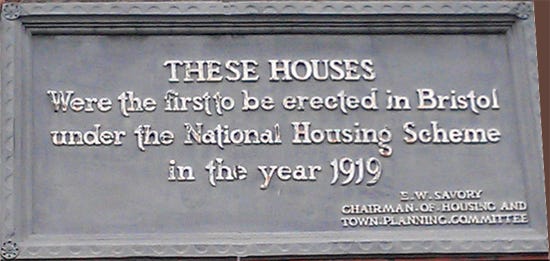 THESE HOUSES
Were the first to be erected in Bristol
under the National Housing Scheme
in the year 1919
E.W. SAVORY
CHAIRMAN.OF.HOUSING AND
TOWN.PLANNING.COMMITTEE